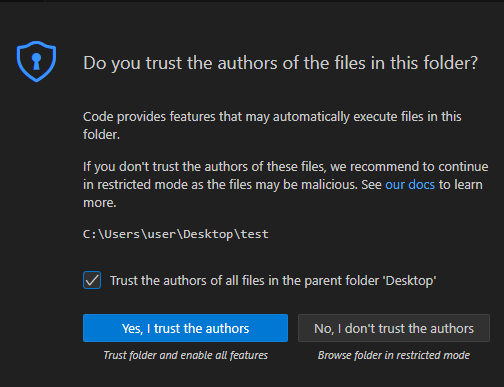 Do you trust the authors of the files in this folder?
Code provides features that may automatically execute files in this
folder.
If you don't trust the authors of these files, we recommend to continue
in restricted mode as the files may be malicious. See our docs to learn
more.
C:\Users\user\Desktop\test
Trust the authors of all files in the parent folder 'Desktop'
Yes, I trust the authors
No, I don't trust the authors
Trust folder and enable all features
Browse folder in restricted mode